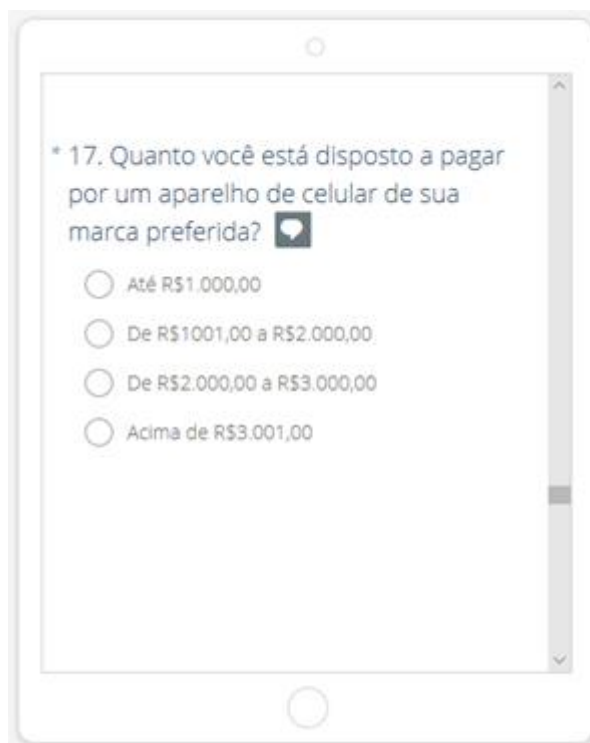 * 17. Quanto você está disposto a pagar
por um aparelho de celular de sua
marca preferida?
Até R$1.000,00
De R$1001,00 a R$2.000,00
De R$2.000,00 a R$3.000,00
Acima de R$3.001,00